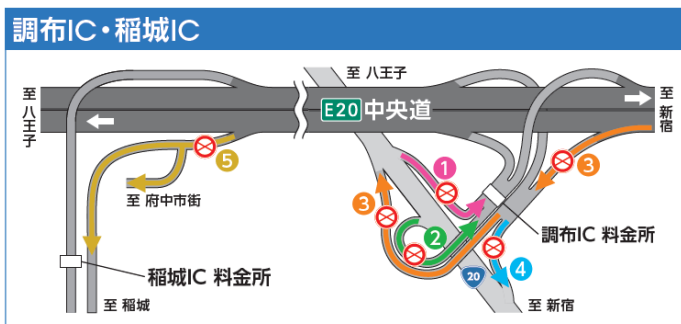 調布IC・稲城IC
至 八王子
至 八王子
E20 中央道
至 新宿
1
2
3
3
4
5
至 府中市街
調布IC 料金所
稲城IC 料金所
20
至 稲城
至 新宿